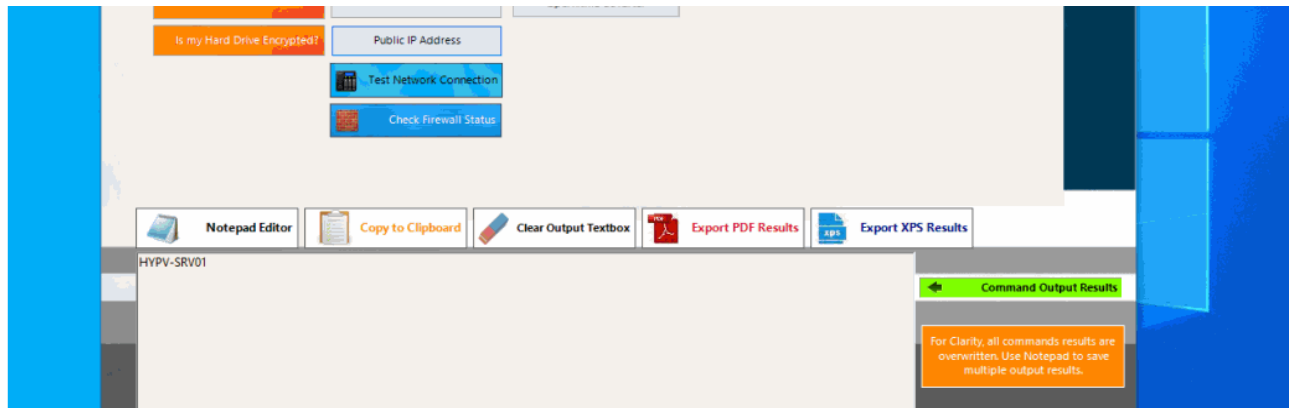 Is my Hard Drive Encrypted?
Public IP Address
Test Network Connection
Check Firewall Status
Notepad Editor
Copy to Clipboard
Clear Output Textbox
PDF
Export PDF Results
xps
Export XPS Results
HYPV-SRV01
Command Output Results
For Clarity, all commands results are
overwritten. Use Notepad to save
multiple output results.